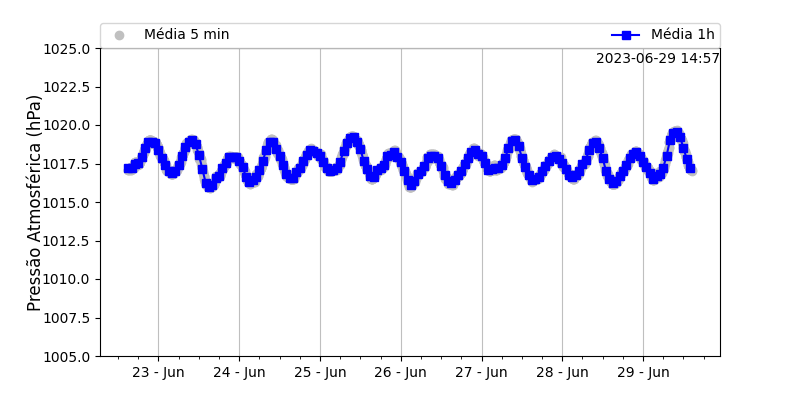 Média 5 min
Média 1h
2023-06-29 14:57
Pressão Atmosférica (hPa)
1025.0
1022.5
1020.0
1017.5
1015.0
1012.5
1010.0
1007.5
1005.0
23 - Jun
24 - Jun
25 - Jun
26 - Jun
27 - Jun
28 - Jun
29 - Jun